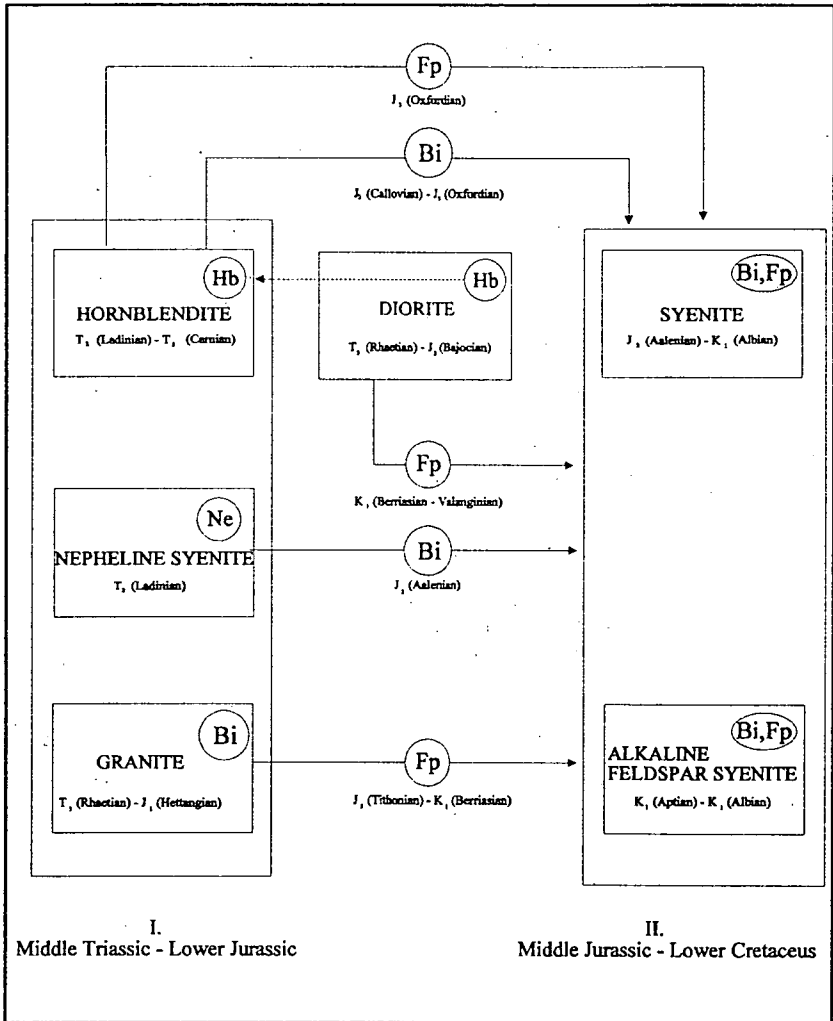 Fp
J₃ (Oxfordian)
Bi
J₂ (Callovian) - J₃ (Oxfordian)
Hb
HORNBLENDITE
T₂ (Ladinian) - T₃ (Carnian)
Hb
DIORITE
T₃ (Rhaetian) - J₂ (Bajocian)
Bi,Fp
SYENITE
J₂ (Aalenian) - K₁ (Albian)
Fp
K₁ (Berriasian - Valanginian)
Ne
NEPHELINE SYENITE
T₂ (Ladinian)
Bi
J₂ (Aalenian)
Bi
GRANITE
T₃ (Rhaetian) - J₁ (Hettangian)
Fp
J₃ (Tithonian) - K₁ (Berriasian)
Bi,Fp
ALKALINE
FELDSPAR SYENITE
K₁ (Aptian) - K₁ (Albian)
I.
Middle Triassic - Lower Jurassic
II.
Middle Jurassic - Lower Cretaceus